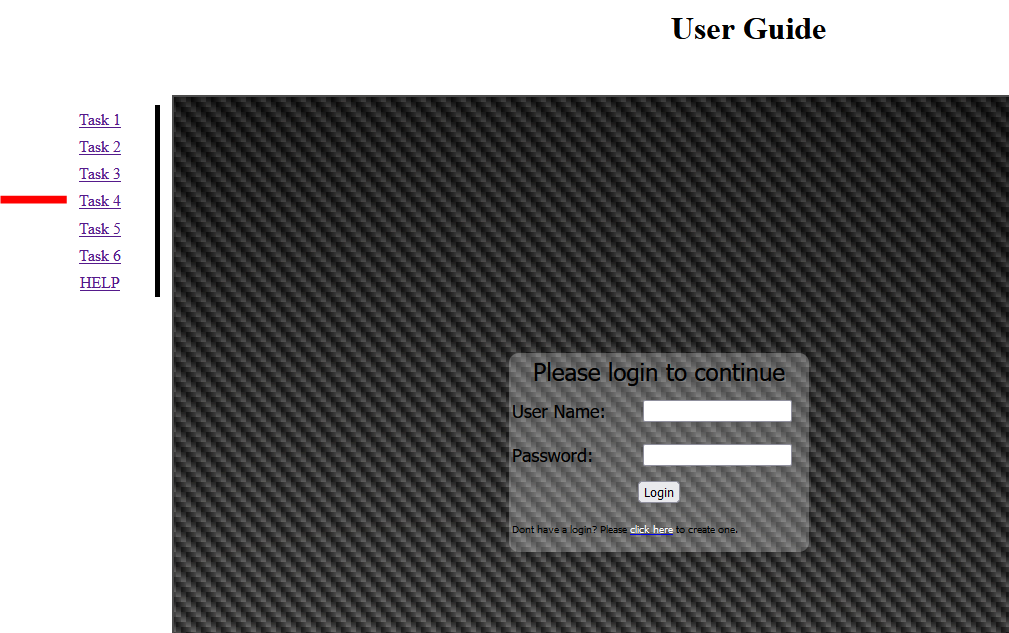 User Guide
Task 1
Task 2
Task 3
Task 4
Task 5
Task 6
HELP
Please login to continue
User Name:
Password:
Login
Dont have a login? Please click here to create one.